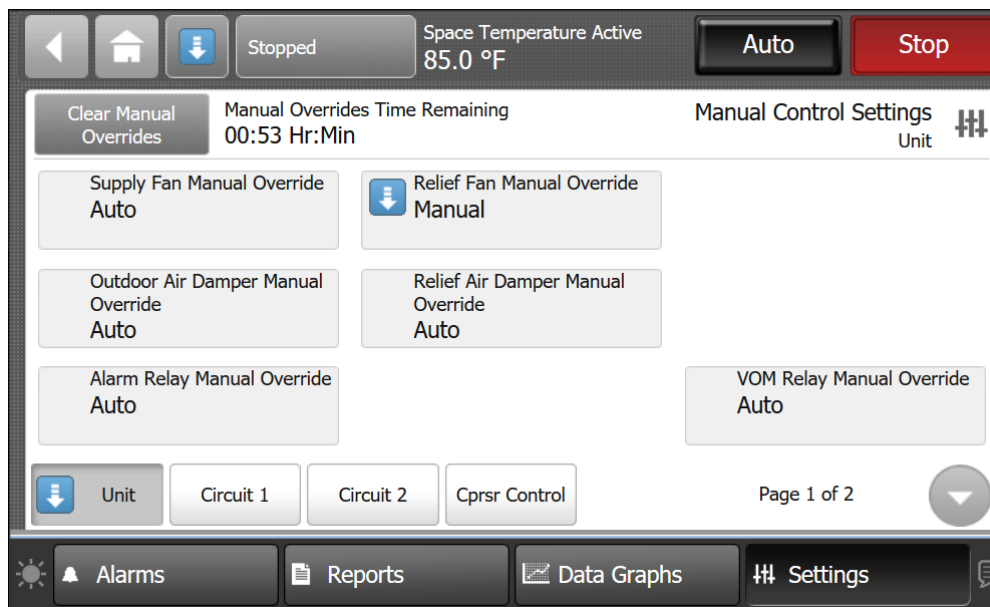 Stopped
Space Temperature Active
85.0 °F
Auto
Stop
Clear Manual
Overrides
Manual Overrides Time Remaining
00:53 Hr:Min
Manual Control Settings
Unit
Supply Fan Manual Override
Auto
Relief Fan Manual Override
Manual
Outdoor Air Damper Manual
Override
Auto
Relief Air Damper Manual
Override
Auto
Alarm Relay Manual Override
Auto
VOM Relay Manual Override
Auto
Unit
Circuit 1
Circuit 2
Cprsr Control
Page 1 of 2
Alarms
Reports
Data Graphs
Settings